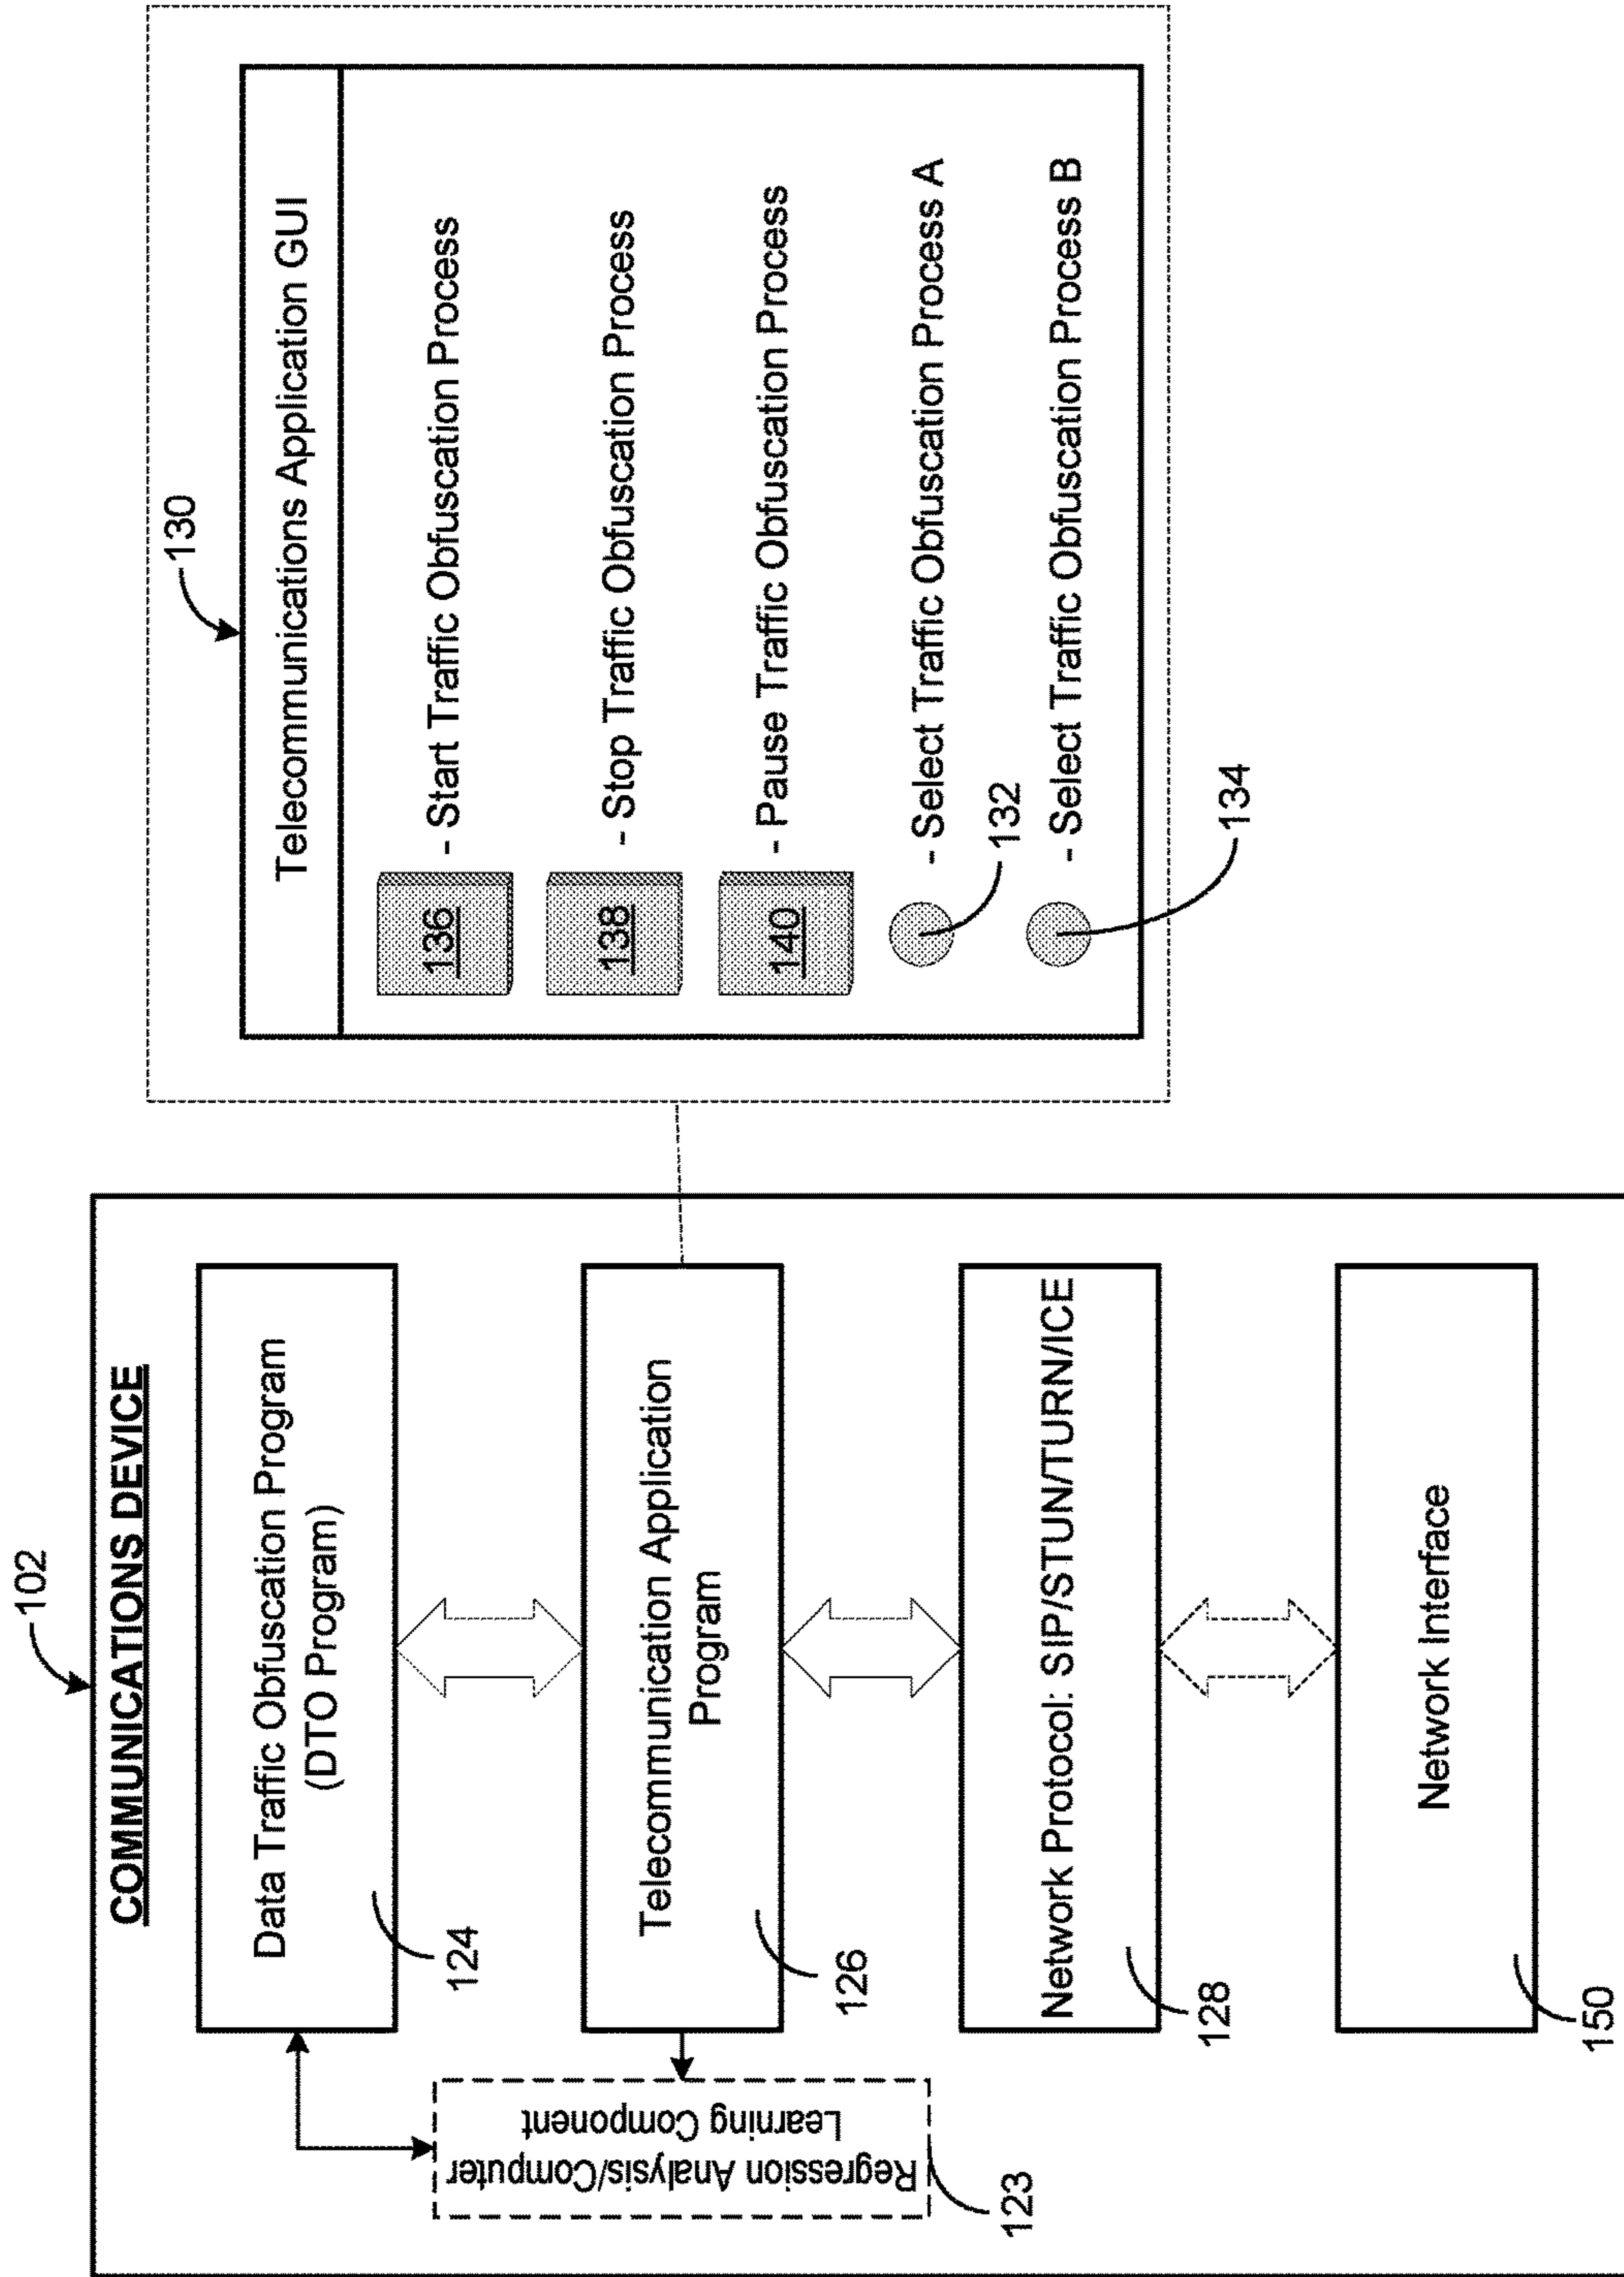 102
COMMUNICATIONS DEVICE
Data Traffic Obfuscation Program
(DTO Program)
124
Telecommunication Application
Program
126
Network Protocol: SIP/STUN/TURN/ICE
128
Network Interface
150
Regression Analysis/Computer
Learning Component
123
130
Telecommunications Application GUI
136 - Start Traffic Obfuscation Process
138 - Stop Traffic Obfuscation Process
140 - Pause Traffic Obfuscation Process
- Select Traffic Obfuscation Process A
132
- Select Traffic Obfuscation Process B
134